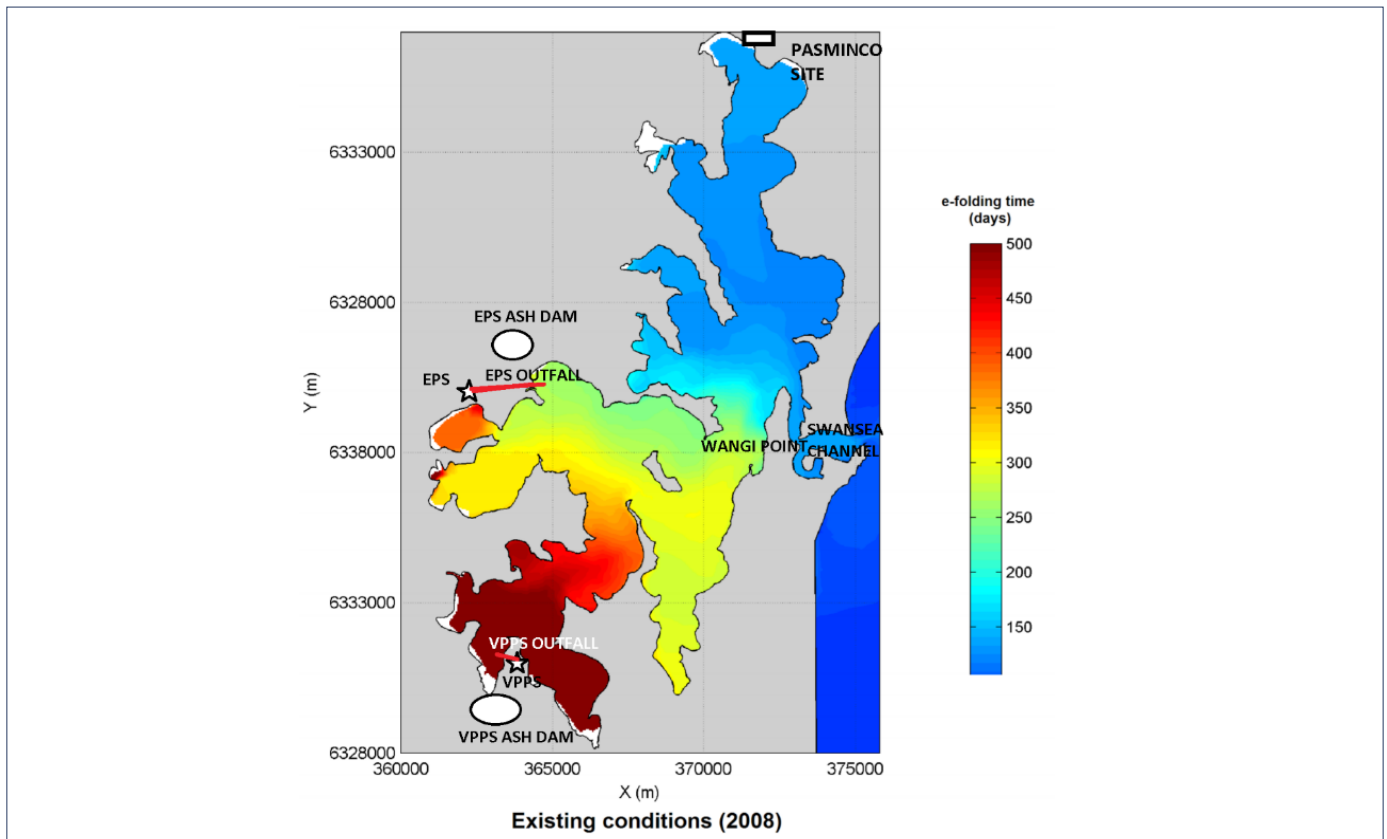 PASMINCO
SITE
6333000
e-folding time
(days)
500
450
400
350
300
250
200
150
6328000
EPS ASH DAM
EPS
EPS OUTFALL
Y (m)
WANGI POINT
SWANSEA
CHANNEL
6338000
6333000
VPPS OUTFALL
VPPS
VPPS ASH DAM
6328000
360000
365000
370000
375000
X (m)
Existing conditions (2008)